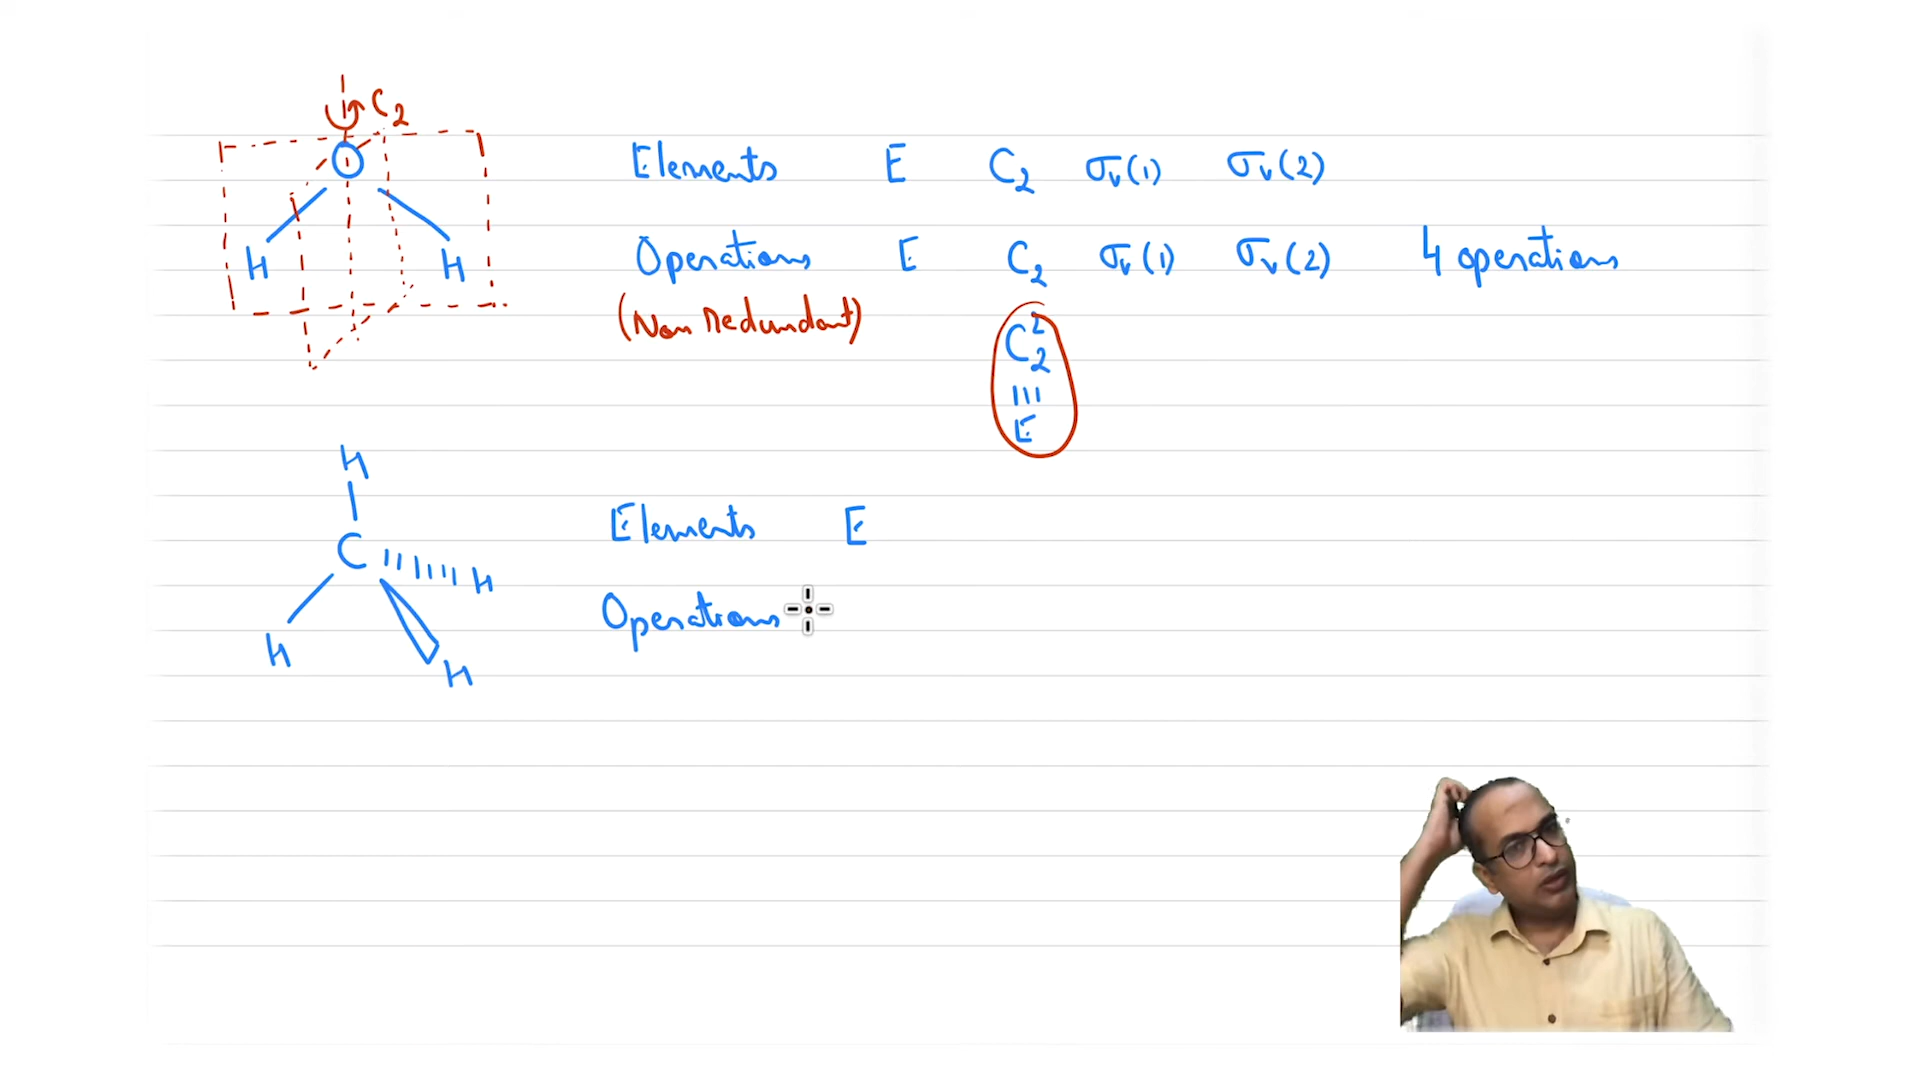 C₂
O
H H
Elements E C₂ σᵥ(1) σᵥ(2)
Operations E C₂ σᵥ(1) σᵥ(2) 4 operations
(Non Redundant)
C₂²
≡
E
H
C
H
H
H
Elements E
Operations